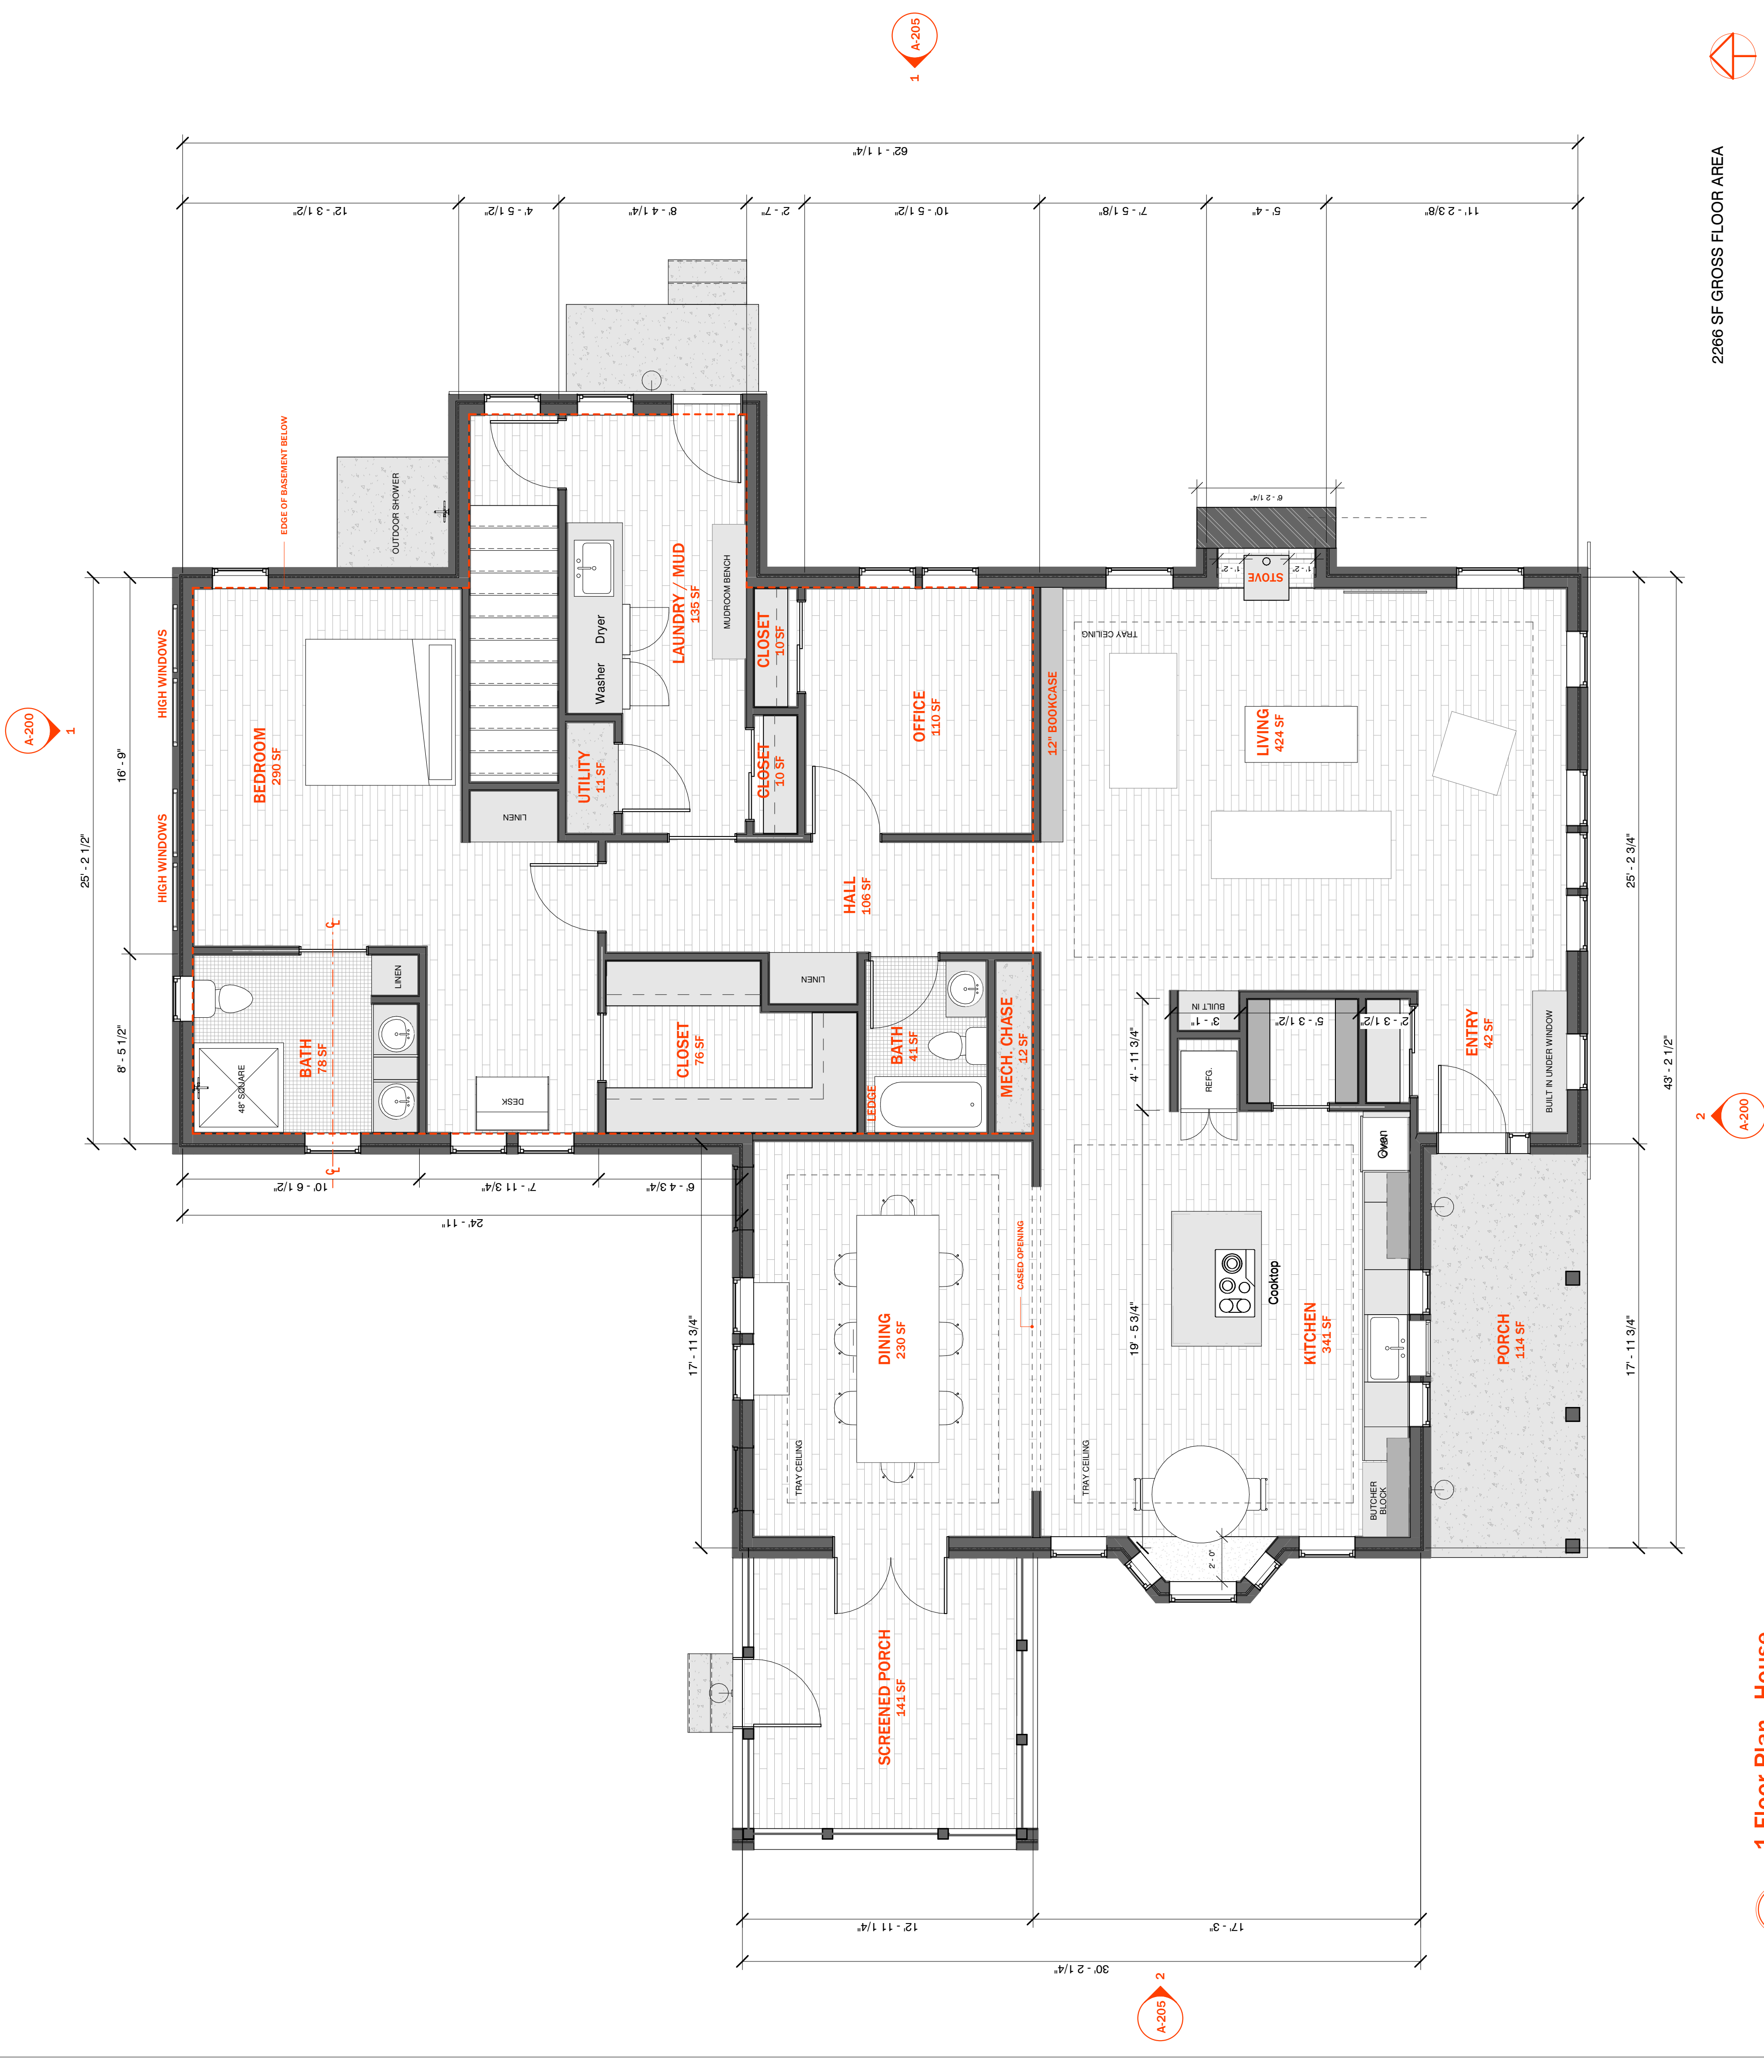 A-205
1
2266 SF GROSS FLOOR AREA
62' - 1 1/4"
12' - 3 1/2"
4' - 5 1/2"
8' - 4 1/4"
2' - 7"
10' - 5 1/2"
7' - 5 1/8"
5' - 4"
11' - 2 3/8"
EDGE OF BASEMENT BELOW
OUTDOOR SHOWER
6' - 2 1/4"
1' - 2"
1' - 2"
STOVE
HIGH WINDOWS
HIGH WINDOWS
A-200
1
16' - 9"
25' - 2 1/2"
8' - 5 1/2"
BEDROOM
290 SF
LAUNDRY / MUD
135 SF
MUDROOM BENCH
Dryer
Washer
UTILITY
11 SF
LINEN
CLOSET
10 SF
CLOSET
10 SF
OFFICE
110 SF
12" BOOKCASE
TRAY CEILING
LIVING
424 SF
25' - 2 3/4"
43' - 2 1/2"
HALL
106 SF
CL
LINEN
BATH
78 SF
48" SQUARE
CL
DESK
CLOSET
76 SF
LINEN
BATH
41 SF
LEDGE
MECH. CHASE
12 SF
4' - 11 3/4"
BUILT IN
3' - 1"
5' - 3 1/2"
2' - 3 1/2"
REFG.
ENTRY
42 SF
BUILT IN UNDER WINDOW
Oven
2
A-200
10' - 6 1/2"
7' - 11 3/4"
6' - 4 3/4"
24' - 11"
17' - 11 3/4"
DINING
230 SF
TRAY CEILING
CASED OPENING
19' - 5 3/4"
Cooktop
KITCHEN
341 SF
TRAY CEILING
BUTCHER
BLOCK
2' - 0"
PORCH
114 SF
17' - 11 3/4"
SCREENED PORCH
141 SF
12' - 11 1/4"
17' - 3"
30' - 2 1/4"
2
A-205
1 Floor Plan - House